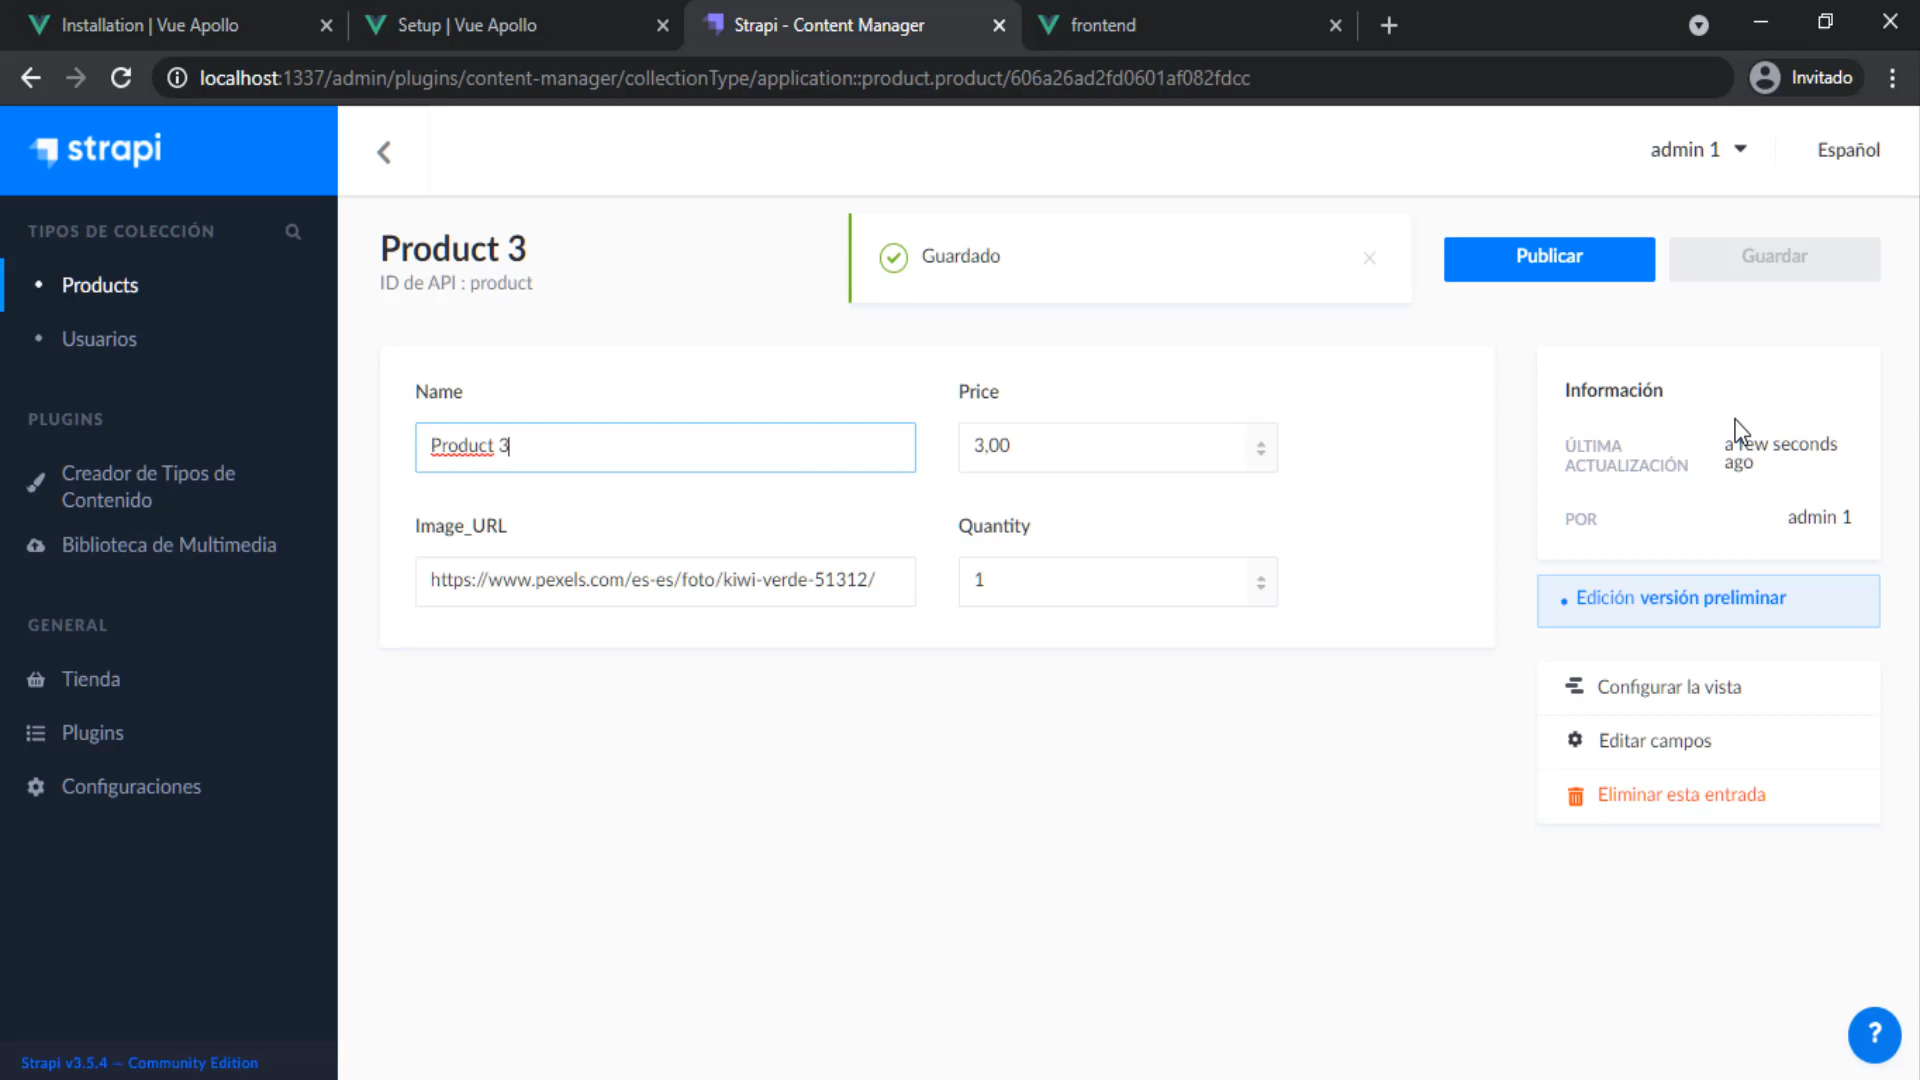 Installation | Vue Apollo
Setup | Vue Apollo
Strapi - Content Manager
frontend
localhost:1337/admin/plugins/content-manager/collectionType/application::product.product/606a26ad2fd0601af082fdcc
Invitado
strapi
admin 1
Español
TIPOS DE COLECCIÓN
Products
Usuarios
PLUGINS
Creador de Tipos de
Contenido
Biblioteca de Multimedia
GENERAL
Tienda
Plugins
Configuraciones
Strapi v3.5.4 — Community Edition
Product 3
ID de API : product
Guardado
Publicar
Guardar
Name
Price
Product 3
3,00
Image_URL
Quantity
https://www.pexels.com/es-es/foto/kiwi-verde-51312/
1
Información
ÚLTIMA
ACTUALIZACIÓN
a few seconds
ago
POR
admin 1
Edición versión preliminar
Configurar la vista
Editar campos
Eliminar esta entrada
?